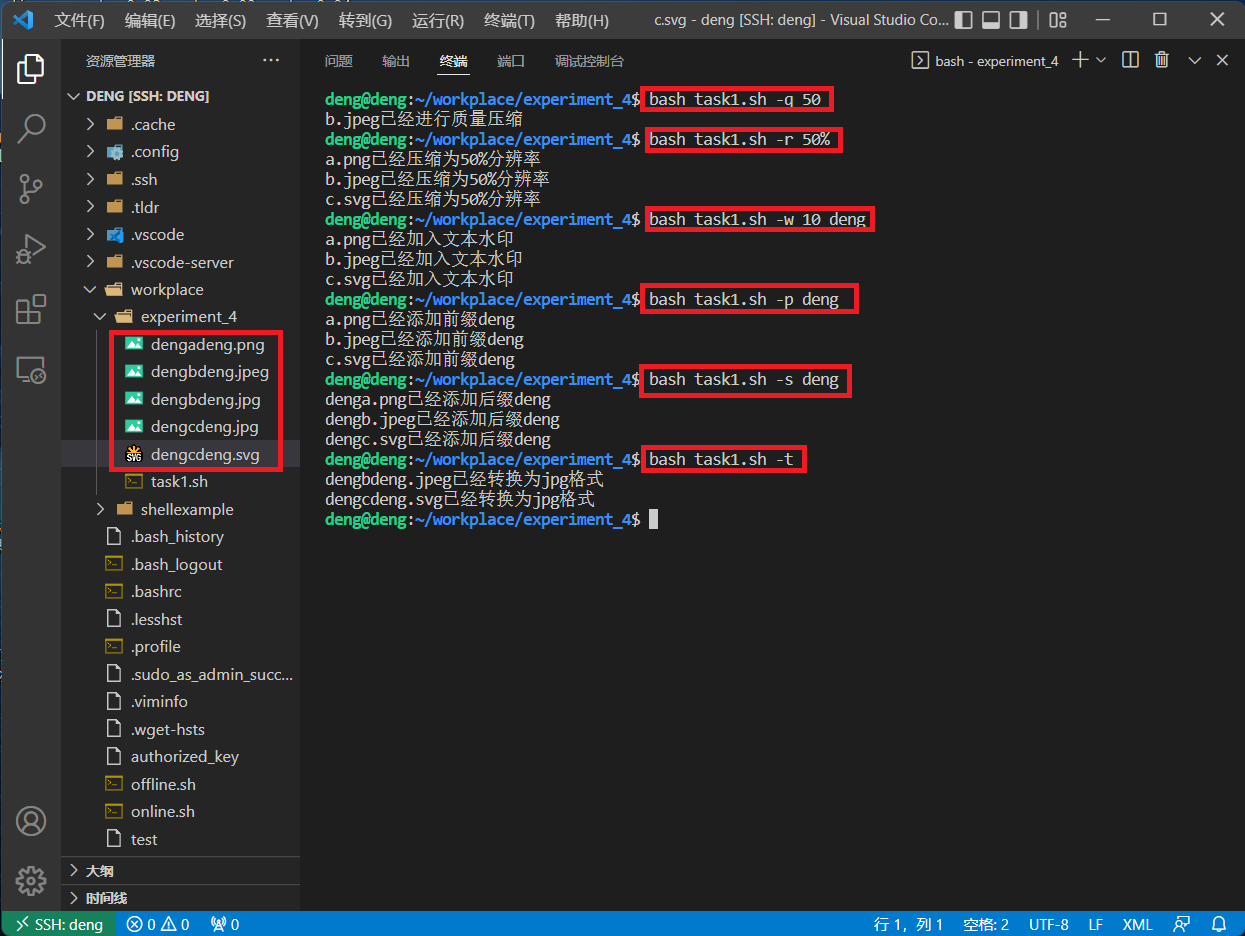 文件(F) 编辑(E) 选择(S) 查看(V) 转到(G) 运行(R) 终端(T) 帮助(H) c.svg - deng [SSH: deng] - Visual Studio Co...
资源管理器
DENG [SSH: DENG]
.cache
.config
.ssh
.tldr
.vscode
.vscode-server
workplace
experiment_4
dengadeng.png
dengbdeng.jpeg
dengbdeng.jpg
dengcdeng.jpg
dengcdeng.svg
task1.sh
shellexample
.bash_history
.bash_logout
.bashrc
.lesshst
.profile
.sudo_as_admin_succ...
.viminfo
.wget-hsts
authorized_key
offline.sh
online.sh
test
大纲
时间线
问题 输出 终端 端口 调试控制台 bash - experiment_4
deng@deng:~/workplace/experiment_4$ bash task1.sh -q 50
b.jpeg已经进行质量压缩
deng@deng:~/workplace/experiment_4$ bash task1.sh -r 50%
a.png已经压缩为50%分辨率
b.jpeg已经压缩为50%分辨率
c.svg已经压缩为50%分辨率
deng@deng:~/workplace/experiment_4$ bash task1.sh -w 10 deng
a.png已经加入文本水印
b.jpeg已经加入文本水印
c.svg已经加入文本水印
deng@deng:~/workplace/experiment_4$ bash task1.sh -p deng
a.png已经添加前缀deng
b.jpeg已经添加前缀deng
c.svg已经添加前缀deng
deng@deng:~/workplace/experiment_4$ bash task1.sh -s deng
denga.png已经添加后缀deng
dengb.jpeg已经添加后缀deng
dengc.svg已经添加后缀deng
deng@deng:~/workplace/experiment_4$ bash task1.sh -t
dengbdeng.jpeg已经转换为jpg格式
dengcdeng.svg已经转换为jpg格式
deng@deng:~/workplace/experiment_4$
SSH: deng 0 0 0 行 1，列 1 空格: 2 UTF-8 LF XML